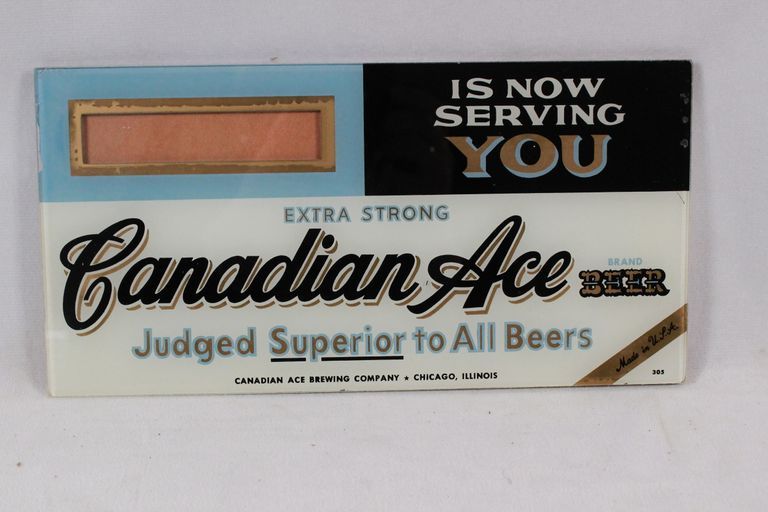 IS NOW
SERVING
YOU
EXTRA STRONG
Canadian Ace
BRAND
BEER
Judged Superior to All Beers
Made in U.S.A.
CANADIAN ACE BREWING COMPANY ★ CHICAGO, ILLINOIS
305